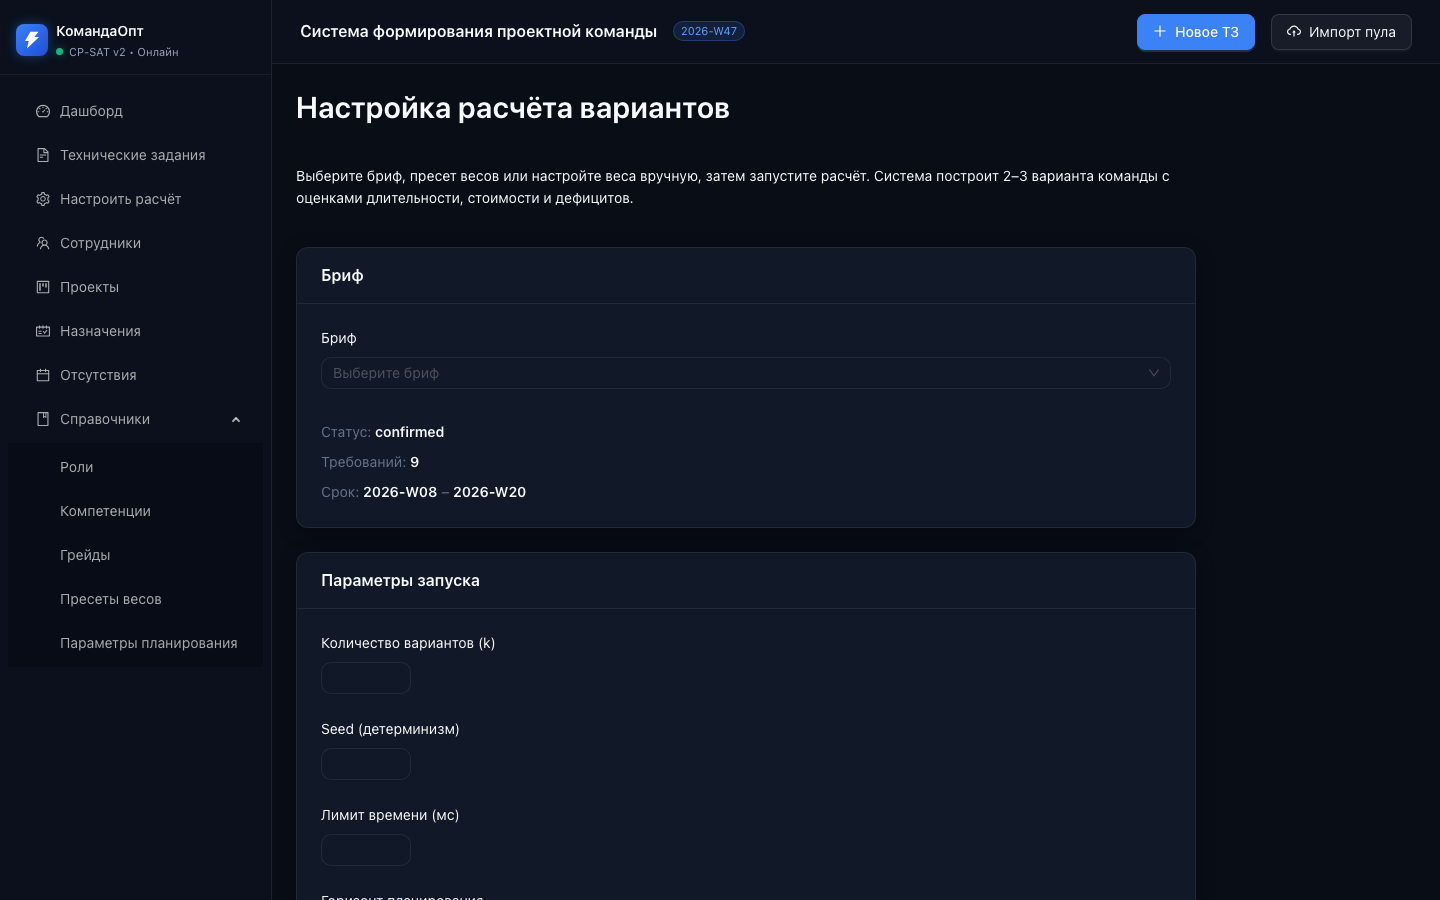 КомандаОпт
CP-SAT v2 • Онлайн
Система формирования проектной команды
2026-W47
Новое ТЗ
Импорт пула
Дашборд
Технические задания
Настроить расчёт
Сотрудники
Проекты
Назначения
Отсутствия
Справочники
Роли
Компетенции
Грейды
Пресеты весов
Параметры планирования
Настройка расчёта вариантов
Выберите бриф, пресет весов или настройте веса вручную, затем запустите расчёт. Система построит 2–3 варианта команды с
оценками длительности, стоимости и дефицитов.
Бриф
Бриф
Выберите бриф
Статус: confirmed
Требований: 9
Срок: 2026-W08 – 2026-W20
Параметры запуска
Количество вариантов (k)
Seed (детерминизм)
Лимит времени (мс)
Горизонт планирования